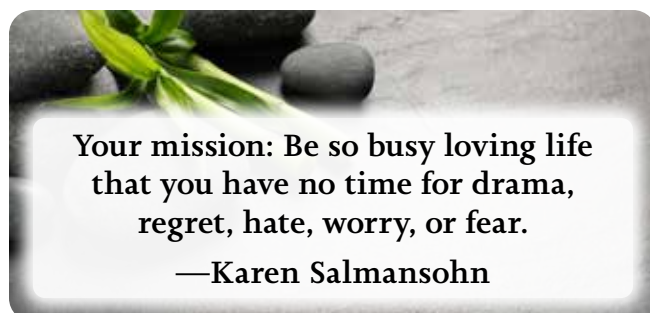 Your mission: Be so busy loving life
that you have no time for drama,
regret, hate, worry, or fear.
—Karen Salmansohn